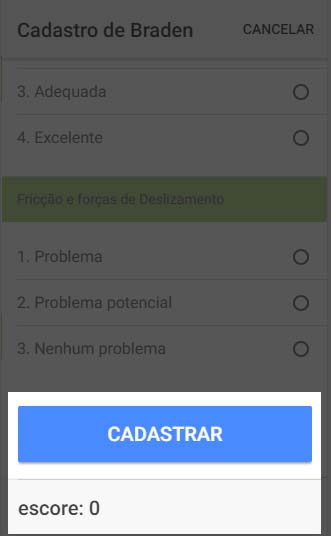 Cadastro de Braden CANCELAR
3. Adequada
4. Excelente
Fricção e forças de Deslizamento
1. Problema
2. Problema potencial
3. Nenhum problema
CADASTRAR
escore: 0